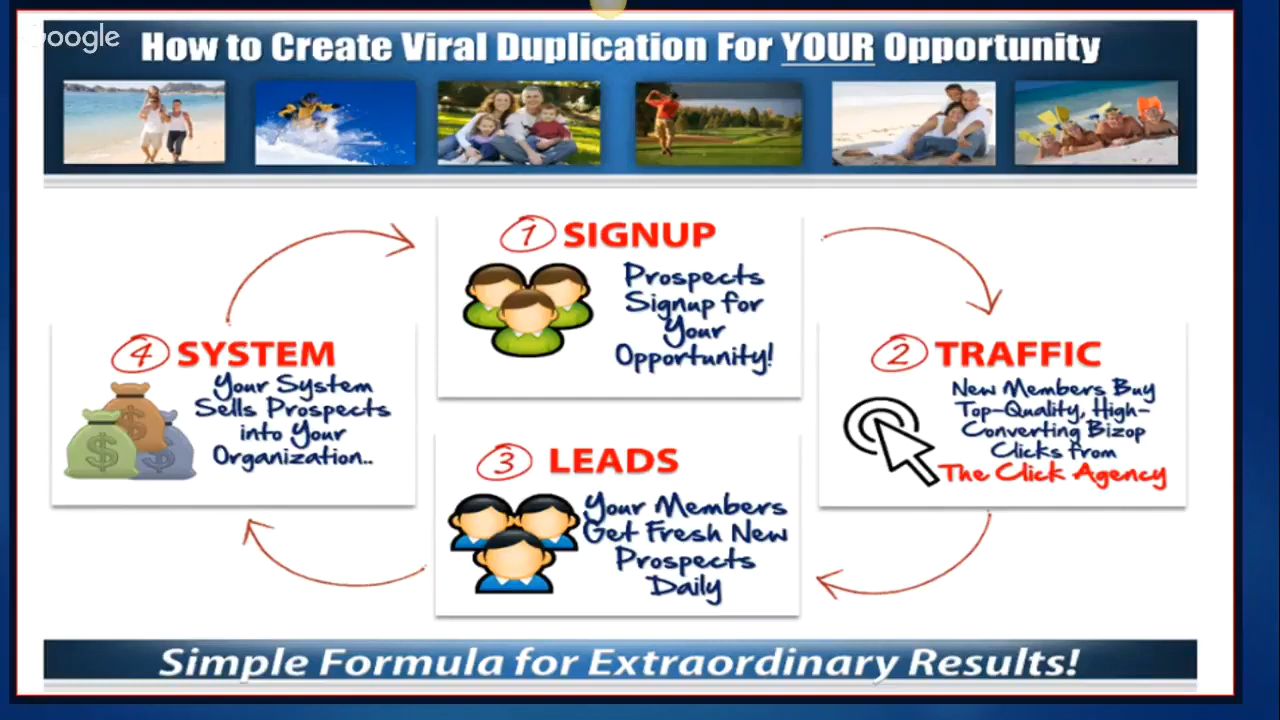 Google
How to Create Viral Duplication For YOUR Opportunity
1 SIGNUP
Prospects
Signup for
Your
Opportunity!
2 TRAFFIC
New Members Buy
Top-Quality, High-
Converting Bizop
Clicks from
The Click Agency
3 LEADS
Your Members
Get Fresh New
Prospects
Daily
4 SYSTEM
Your System
Sells Prospects
into Your
Organization..
Simple Formula for Extraordinary Results!